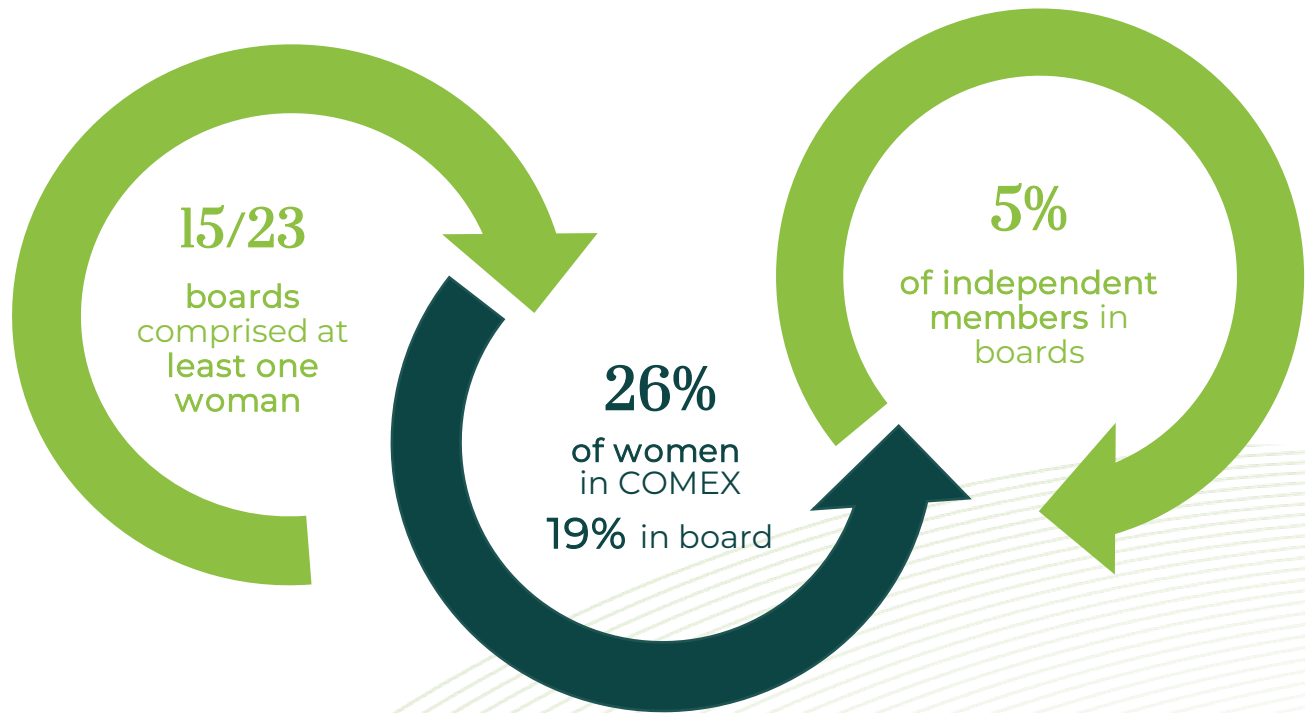 15/23
boards
comprised at
least one
woman
26%
of women
in COMEX
19% in board
5%
of independent
members in
boards